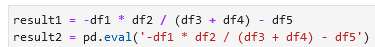 result1 = -df1 * df2 / (df3 + df4) - df5
result2 = pd.eval('-df1 * df2 / (df3 + df4) - df5')